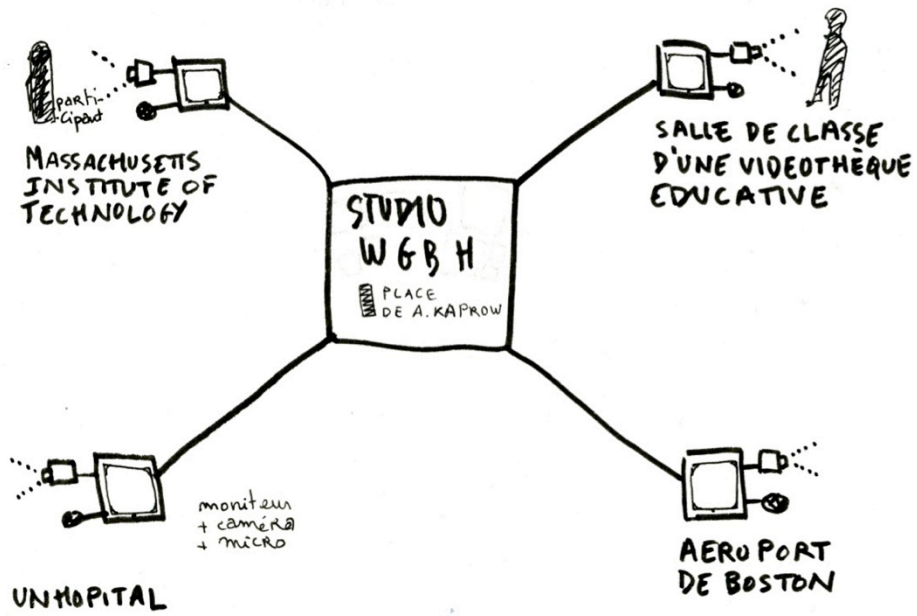 parti-
cipant
MASSACHUSETTS
INSTITUTE OF
TECHNOLOGY
SALLE DE CLASSE
D'UNE VIDEOTHÈQUE
EDUCATIVE
STUDIO
WGBH
PLACE
DE A. KAPROW
moniteur
+ caméra
+ micro
UN HOPITAL
AEROPORT
DE BOSTON